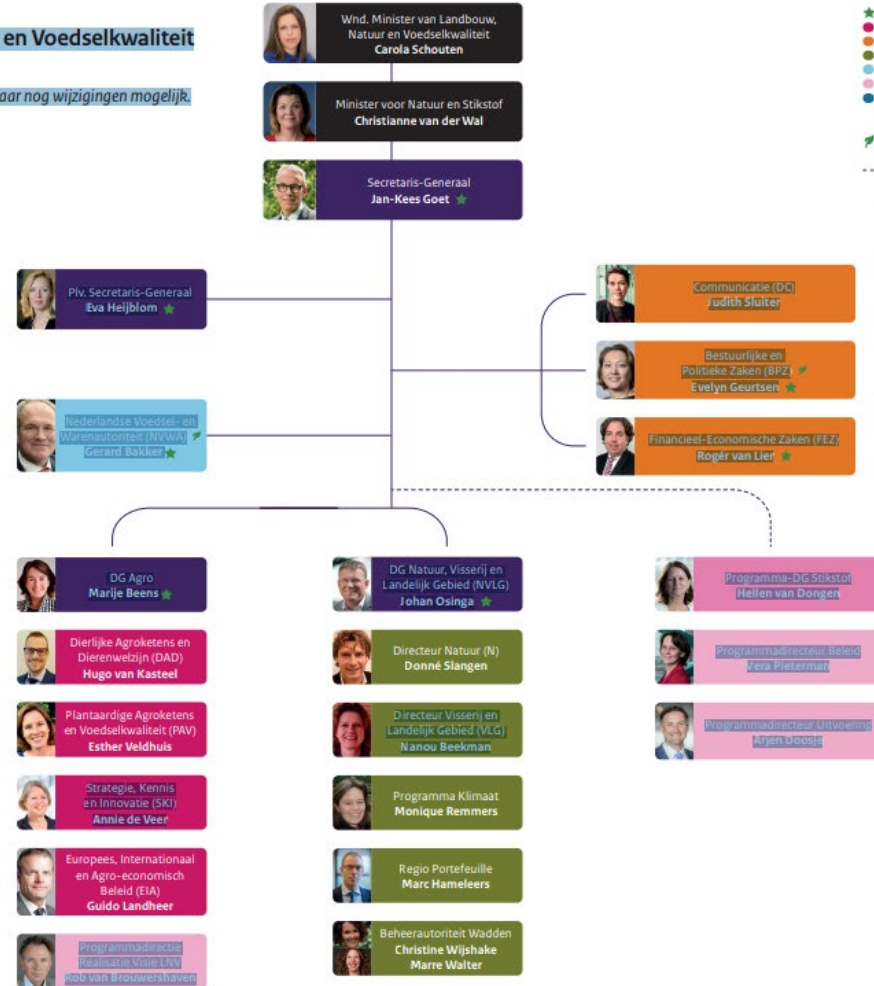 en Voedselkwaliteit
aar nog wijzigingen mogelijk.
Wnd. Minister van Landbouw,
Natuur en Voedselkwaliteit
Carola Schouten
Minister voor Natuur en Stikstof
Christianne van der Wal
Secretaris-Generaal
Jan-Kees Goet
Plv. Secretaris-Generaal
Eva Heijblom
Nederlandse Voedsel- en
Warenautoriteit (NVWA)
Gerard Bakker
Communicatie (DC)
Judith Sluiter
Bestuurlijke en
Politieke Zaken (BPZ)
Evelyn Geurtsen
Financieel-Economische Zaken (FEZ)
Rogér van Lier
DG Agro
Marije Beens
Dierlijke Agroketens en
Dierenwelzijn (DAD)
Hugo van Kasteel
Plantaardige Agroketens
en Voedselkwaliteit (PAV)
Esther Veldhuis
Strategie, Kennis
en Innovatie (SKI)
Annie de Veer
Europees, Internationaal
en Agro-economisch
Beleid (EIA)
Guido Landheer
Programmadirectie
Realisatie Visie LNV
Rob van Brouwershaven
DG Natuur, Visserij en
Landelijk Gebied (NVLG)
Johan Osinga
Directeur Natuur (N)
Donné Slangen
Directeur Visserij en
Landelijk Gebied (VLG)
Nanou Beekman
Programma Klimaat
Monique Remmers
Regio Portefeuille
Marc Hameleers
Beheerautoriteit Wadden
Christine Wijshake
Marre Walter
Programma-DG Stikstof
Hellen van Dongen
Programmadirecteur Beleid
Vera Pieterman
Programmadirecteur Uitvoering
Arjen Doosje